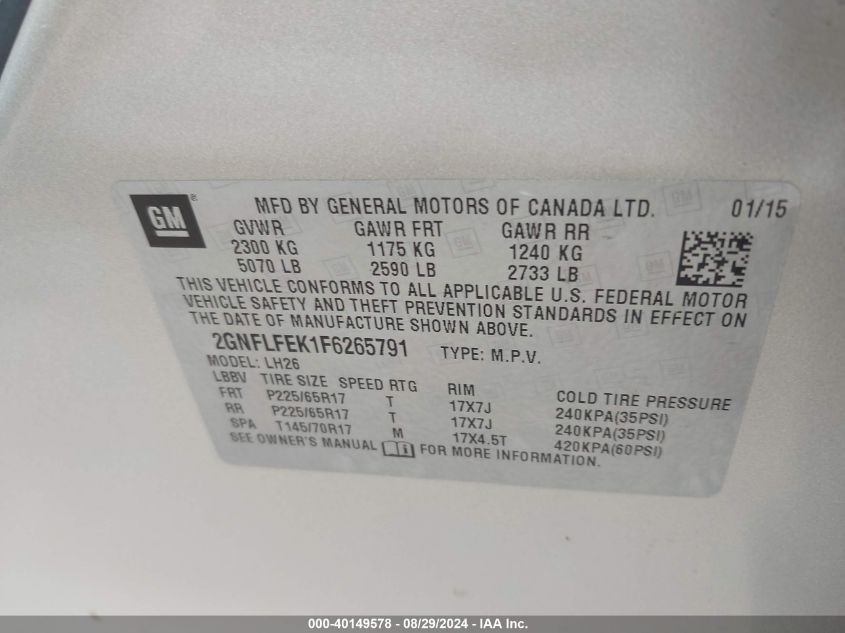 GM ® MFD BY GENERAL MOTORS OF CANADA LTD. 01/15
GVWR GAWR FRT GAWR RR
2300 KG 1175 KG 1240 KG
5070 LB 2590 LB 2733 LB
THIS VEHICLE CONFORMS TO ALL APPLICABLE U.S. FEDERAL MOTOR
VEHICLE SAFETY AND THEFT PREVENTION STANDARDS IN EFFECT ON
THE DATE OF MANUFACTURE SHOWN ABOVE.
2GNFLFEK1F6265791 TYPE: M.P.V.
MODEL: LH26
LBBV TIRE SIZE SPEED RTG RIM COLD TIRE PRESSURE
FRT P225/65R17 T 17X7J 240KPA(35PSI)
RR P225/65R17 T 17X7J 240KPA(35PSI)
SPA T145/70R17 M 17X4.5T 420KPA(60PSI)
SEE OWNER'S MANUAL FOR MORE INFORMATION.
000-40149578 - 08/29/2024 - IAA Inc.